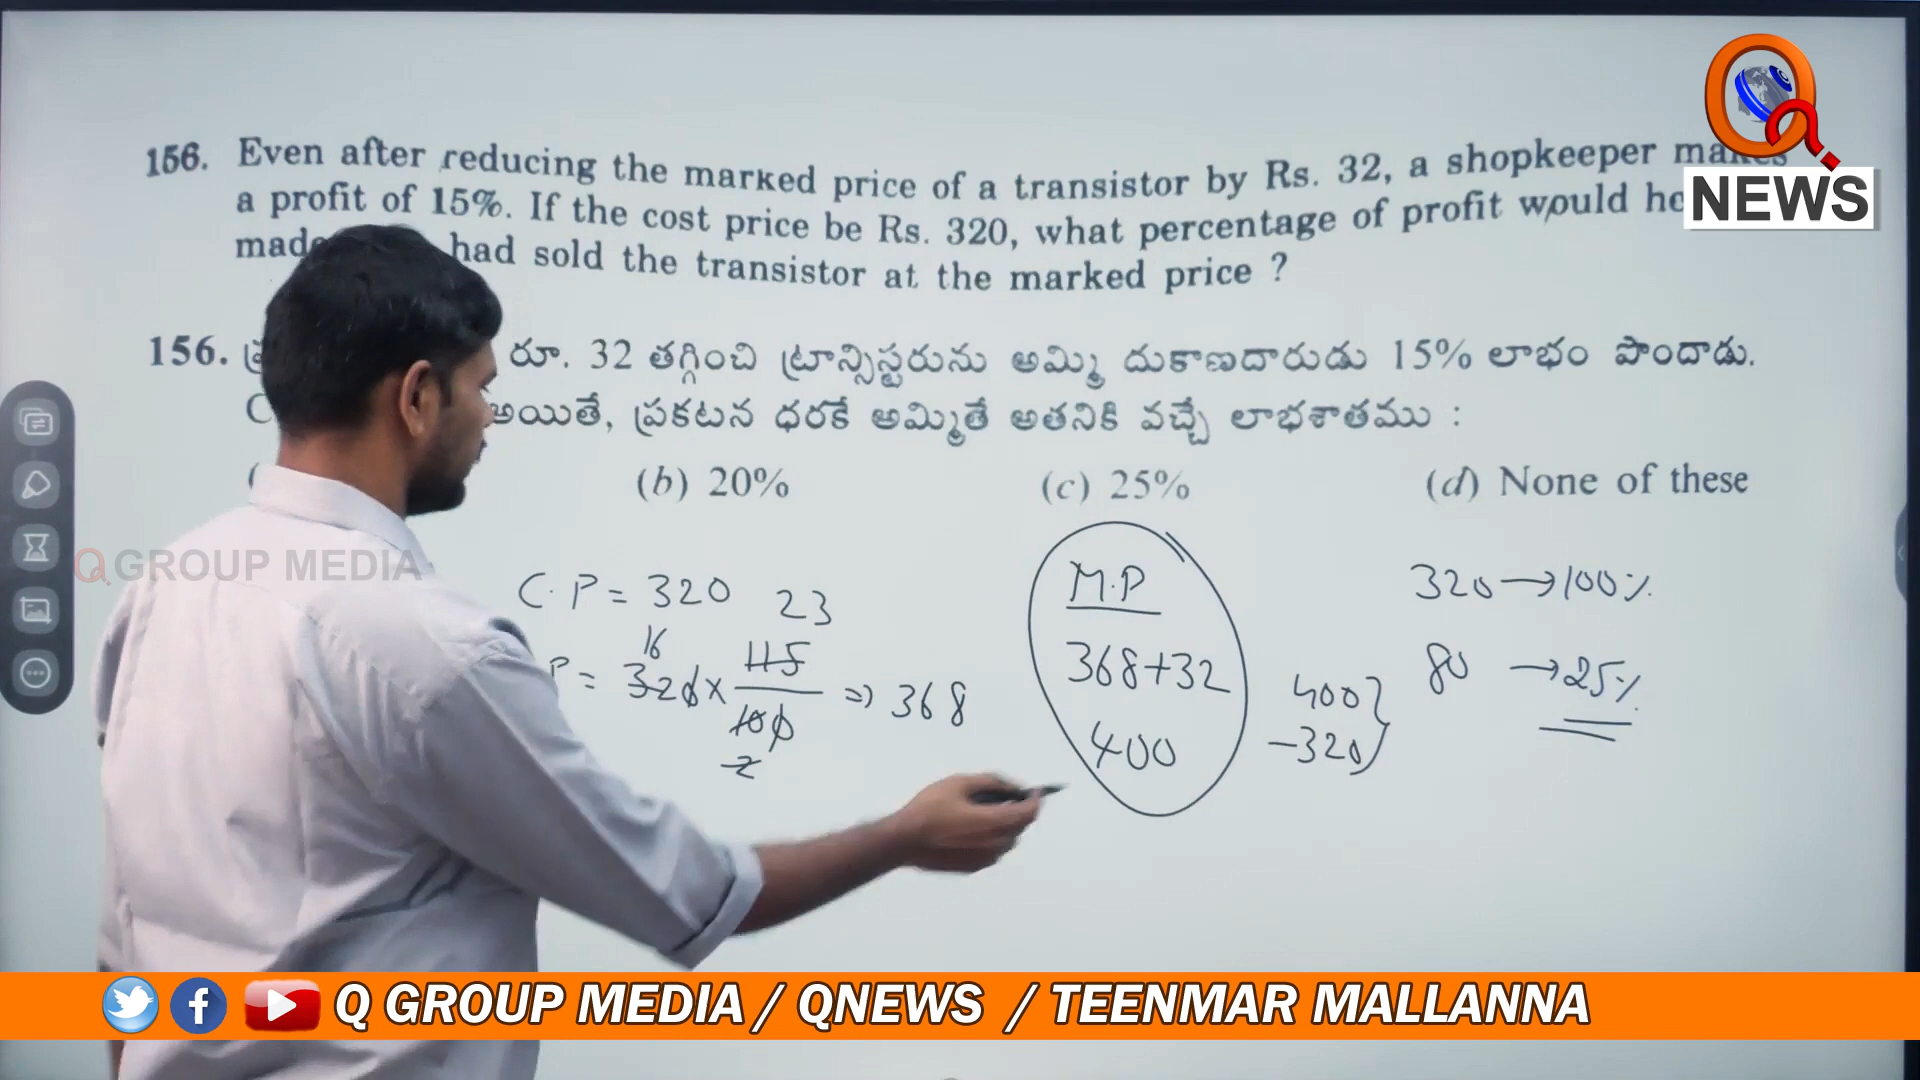 156. Even after reducing the marked price of a transistor by Rs. 32, a shopkeeper makes
a profit of 15%. If the cost price be Rs. 320, what percentage of profit would
had sold the transistor at the marked price ?
156. రూ. 32 తగ్గించి ట్రాన్సిస్టరును అమ్మి దుకాణదారుడు 15% లాభం పొందాడు.
అయితే, ప్రకటన ధరకే అమ్మితే అతనికి వచ్చే లాభశాతము :
(b) 20% (c) 25% (d) None of these
C.P = 320
P = 320 × 115/100 => 368
23
16
2
M.P
368+32
400
400
-320
320 → 100%
80 → 25%
Q NEWS
Q GROUP MEDIA
Q GROUP MEDIA / QNEWS / TEENMAR MALLANNA